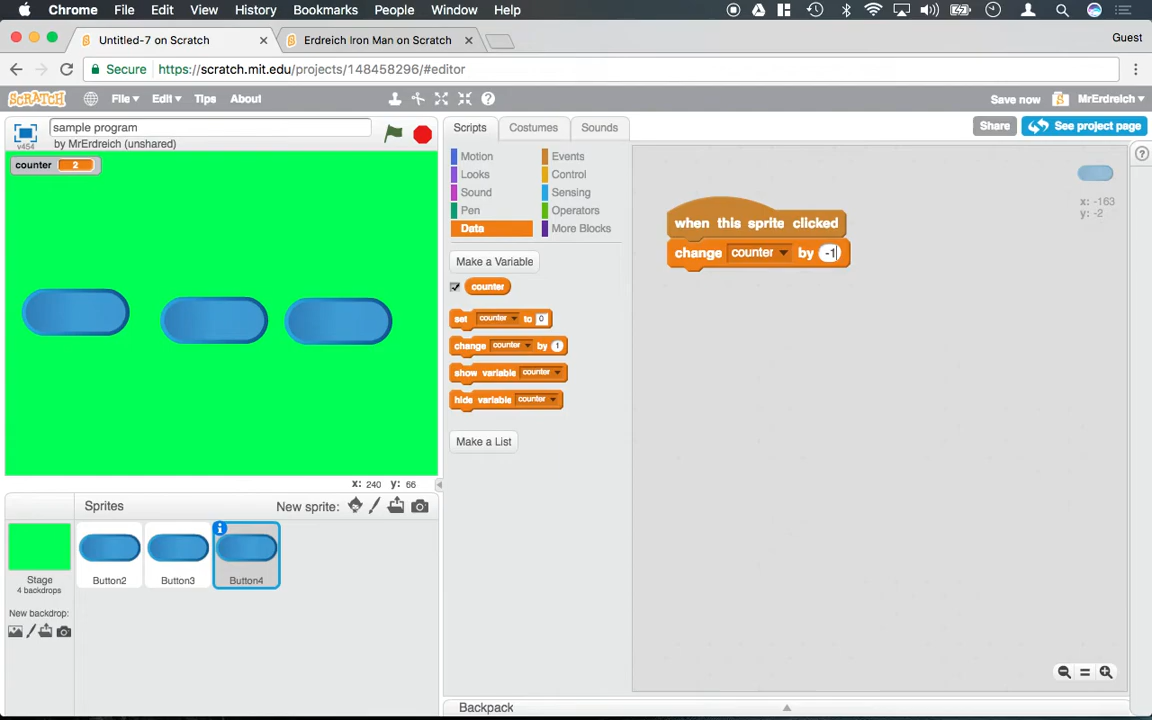 Chrome File Edit View History Bookmarks People Window Help
Untitled-7 on Scratch
Erdreich Iron Man on Scratch
Guest
Secure https://scratch.mit.edu/projects/148458296/#editor
SCRATCH File Edit Tips About
Save now MrErdreich
sample program
by MrErdreich (unshared)
v454
Scripts Costumes Sounds
Share See project page
?
counter 2
Motion Events
Looks Control
Sound Sensing
Pen Operators
Data More Blocks
Make a Variable
counter
set counter to 0
change counter by 1
show variable counter
hide variable counter
Make a List
when this sprite clicked
change counter by -1
x: -163
y: -2
x: 240 y: 66
Sprites New sprite:
Stage
4 backdrops
New backdrop:
Button2
Button3
Button4
Backpack